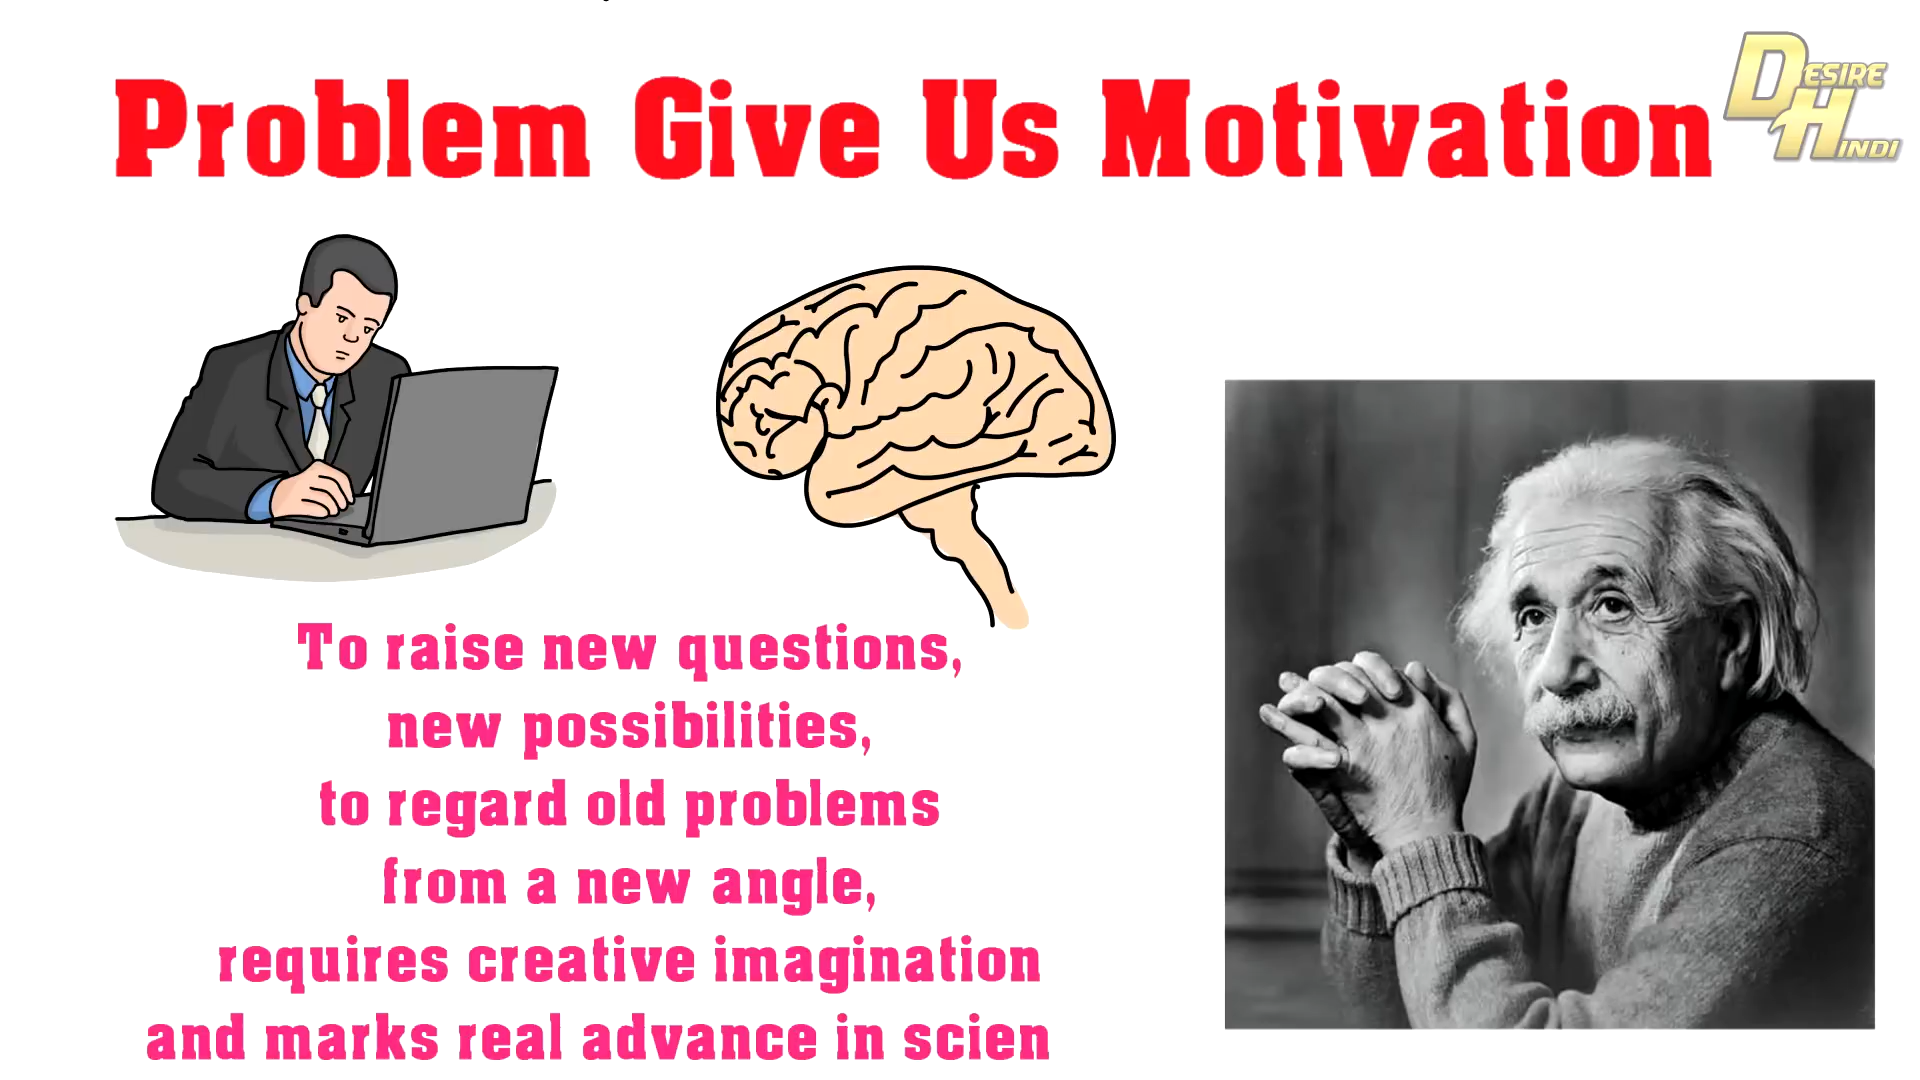 Problem Give Us Motivation
DESIRE
HINDI
To raise new questions,
new possibilities,
to regard old problems
from a new angle,
requires creative imagination
and marks real advance in scien